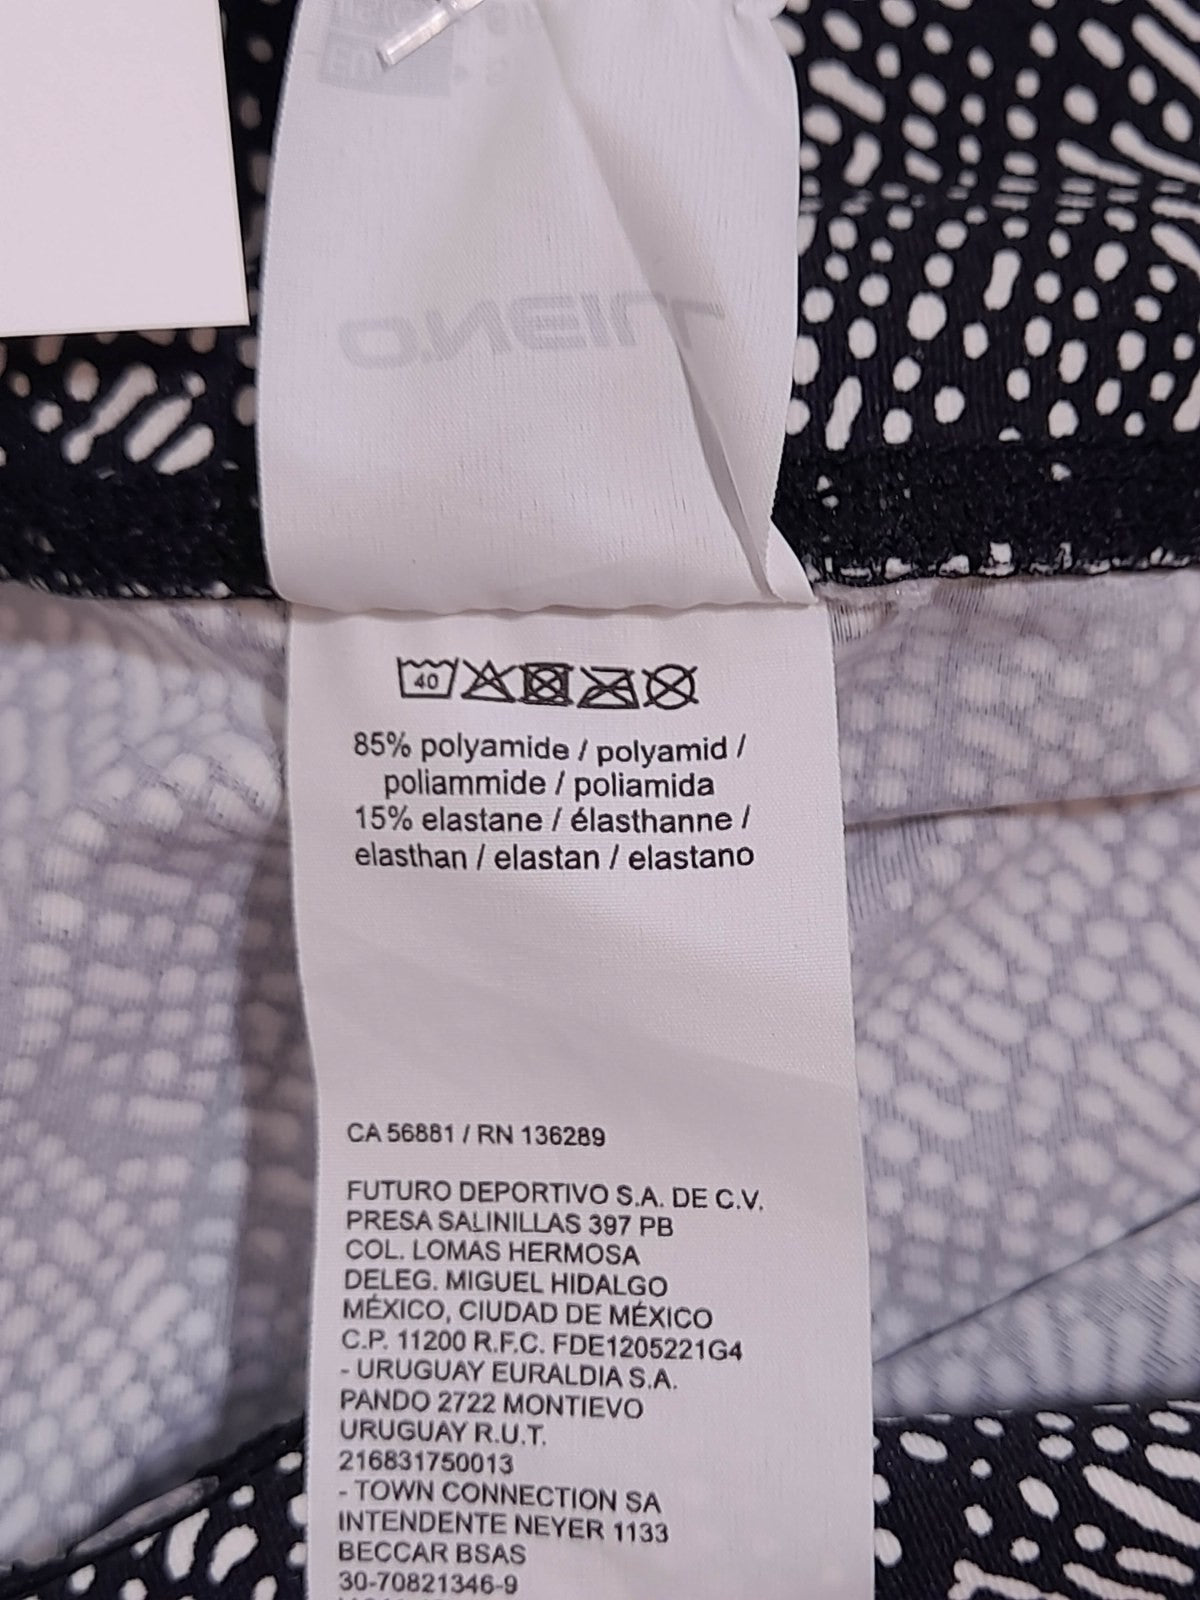 40
85% polyamide / polyamid /
poliammide / poliamida
15% elastane / élasthanne /
elasthan / elastan / elastano
CA 56881 / RN 136289
FUTURO DEPORTIVO S.A. DE C.V.
PRESA SALINILLAS 397 PB
COL. LOMAS HERMOSA
DELEG. MIGUEL HIDALGO
MÉXICO, CIUDAD DE MÉXICO
C.P. 11200 R.F.C. FDE1205221G4
- URUGUAY EURALDIA S.A.
PANDO 2722 MONTIEVO
URUGUAY R.U.T.
216831750013
- TOWN CONNECTION SA
INTENDENTE NEYER 1133
BECCAR BSAS
30-70821346-9